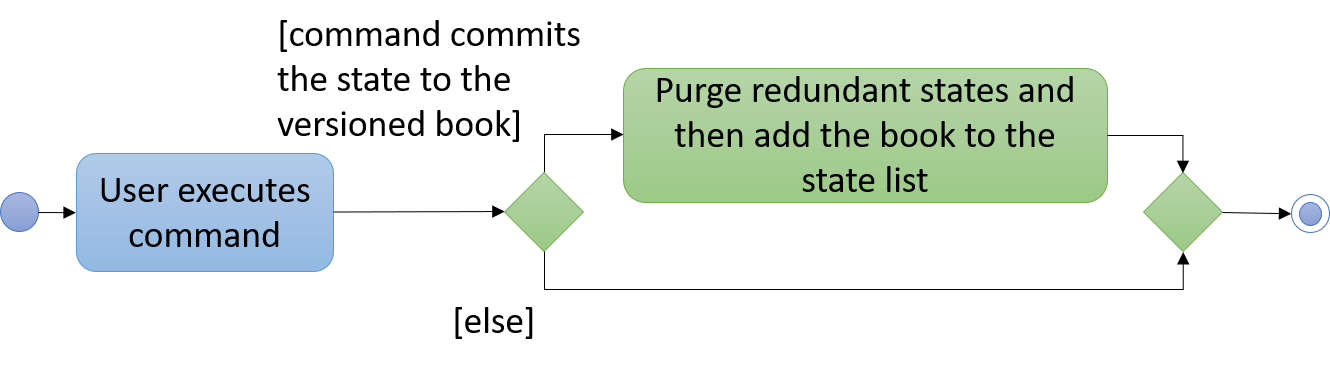 [command commits
the state to the
versioned book]
Purge redundant states and
then add the book to the
state list
User executes
command
[else]